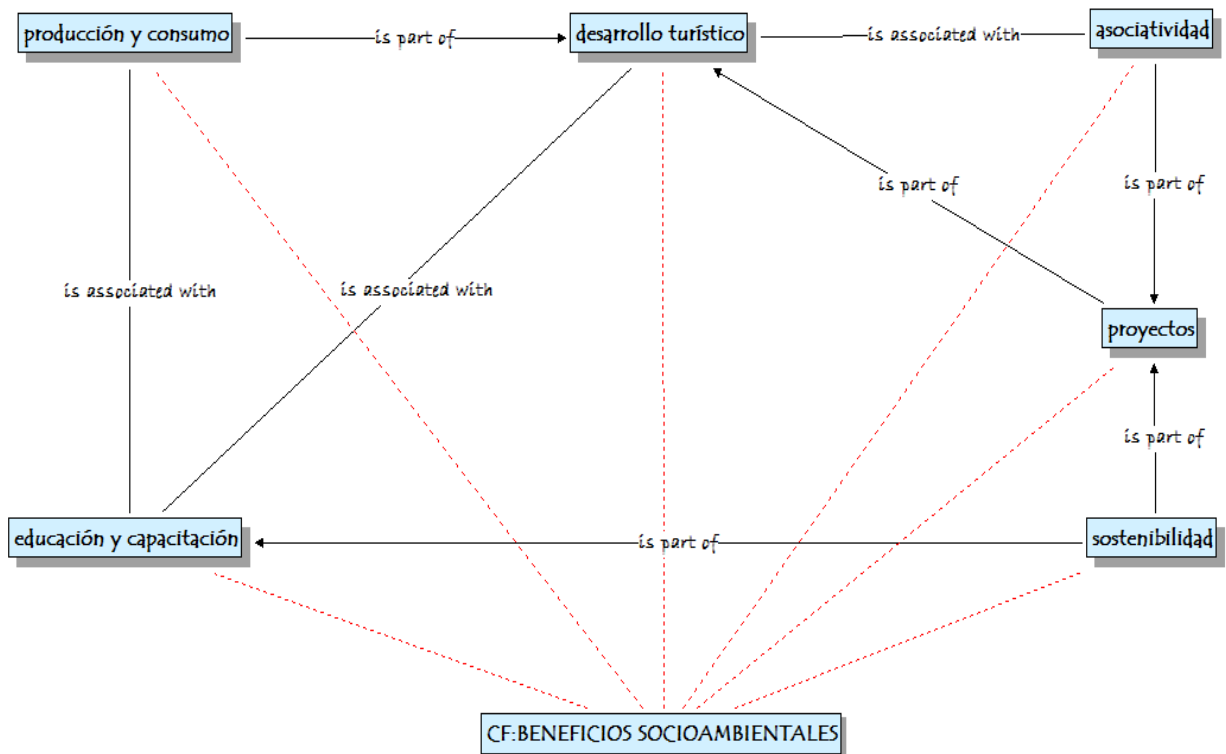 producción y consumo
is part of
desarrollo turístico
is associated with
asociatividad
is part of
is part of
is associated with
is associated with
proyectos
is part of
educación y capacitación
is part of
sostenibilidad
CF:BENEFICIOS SOCIOAMBIENTALES